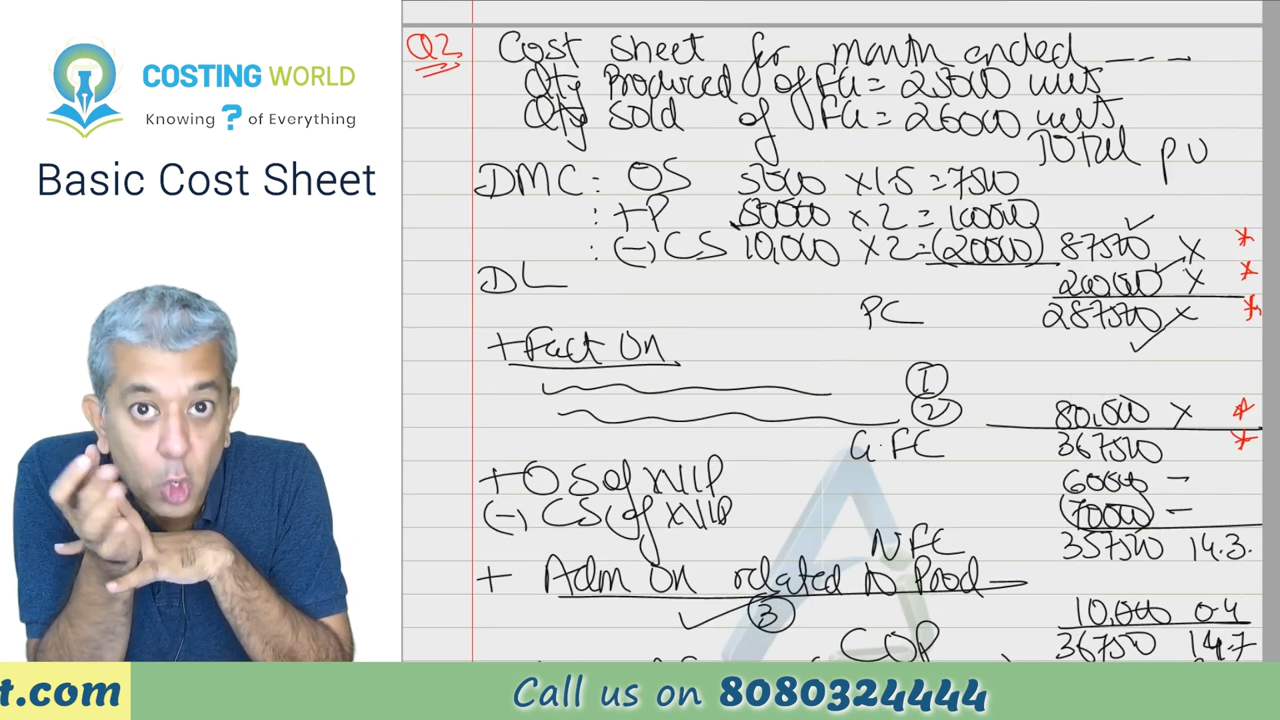 COSTING WORLD
Knowing ? of Everything
Basic Cost Sheet
Q2
Cost sheet for month ended - - - -
Qty Produced of FG = 25000 units
Qty sold of FG = 26000 units
Total PU
DMC : OS 5000 x 1.5 = 7500
: + P 50000 x 2 = 100000
: (-) CS 10,000 x 2 = (20000) 87500 x *
DL 200,000 x *
PC 287500 x *
+ Fact OH
①
② 80,000 x *
G.FC 367500 *
+ OS of WIP 60000 -
(-) CS of WIP (70000) -
NFC 357500 14.3.
+ Adm OH related to Prod
③ 10,000 0.4
COP 367500 14.7
t.com
Call us on 8080324444